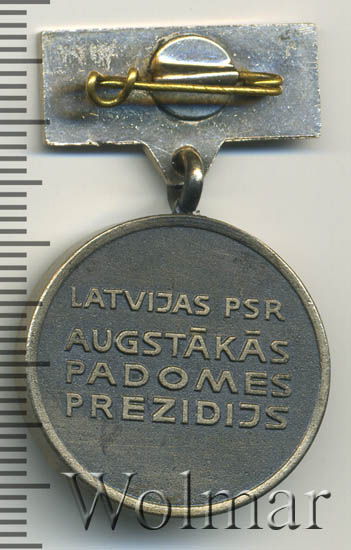 LATVIJAS PSR
AUGSTĀKĀS
PADOMES
PREZIDIJS
Wolmar